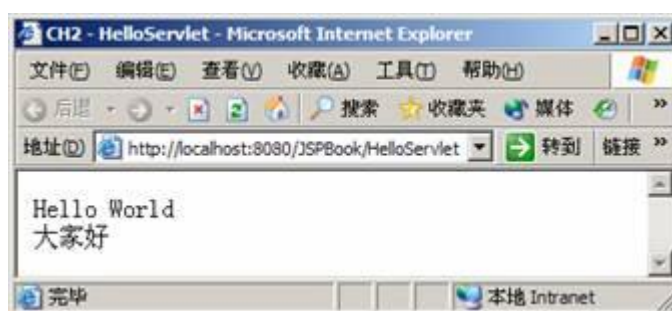 CH2 - HelloServlet - Microsoft Internet Explorer
文件(F) 编辑(E) 查看(V) 收藏(A) 工具(T) 帮助(H)
后退 搜索 收藏夹 媒体 »
地址(D) http://localhost:8080/JSPBook/HelloServlet 转到 链接 »
Hello World
大家好
完毕 本地 Intranet